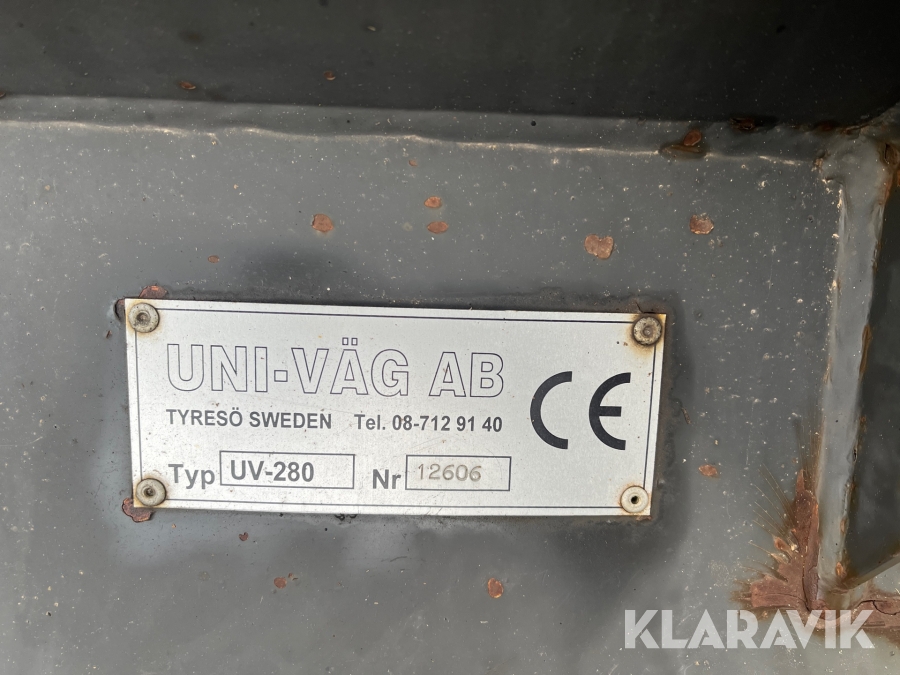 UNI-VÄG AB
TYRESÖ SWEDEN Tel. 08-712 91 40
CE
Typ UV-280 Nr 12606
KLARAVIK